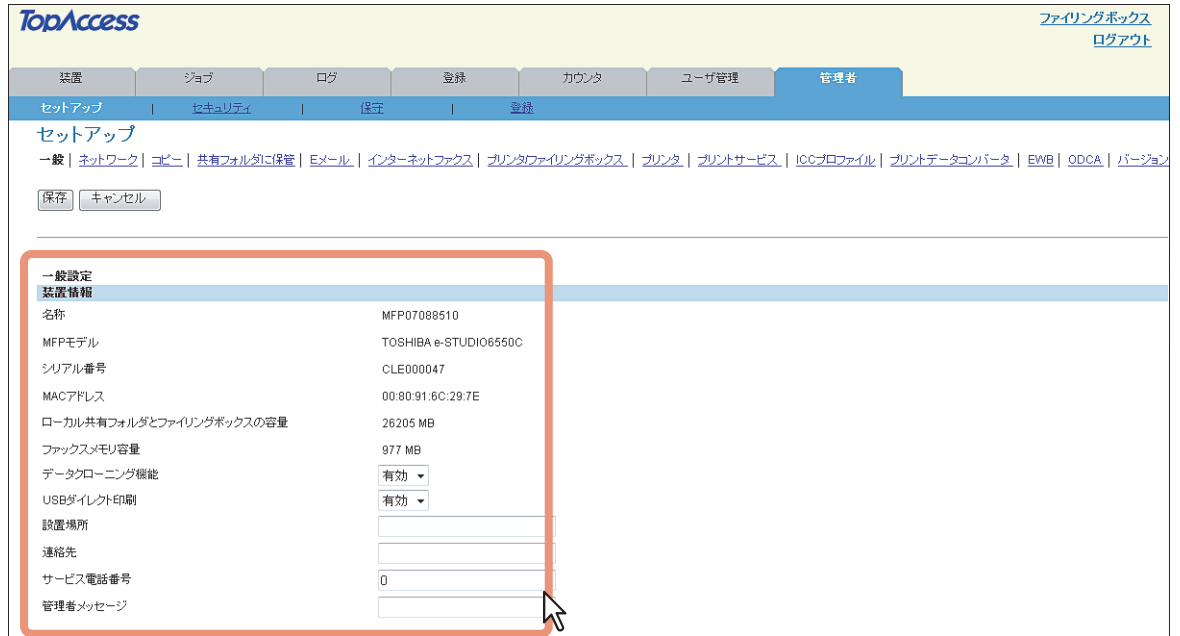 TopAccess
ファイリングボックス
ログアウト
装置 ジョブ ログ 登録 カウンタ ユーザ管理 管理者
セットアップ | セキュリティ | 保守 | 登録
セットアップ
一般 | ネットワーク | コピー | 共有フォルダに保管 | Eメール | インターネットファクス | プリンタ/ファイリングボックス | プリンタ | プリントサービス | ICCプロファイル | プリントデータコンバータ | EWB | ODCA | バージョン
保存 キャンセル
一般設定
装置情報
名称 MFP07088510
MFPモデル TOSHIBA e-STUDIO6550C
シリアル番号 CLE000047
MACアドレス 00:80:91:6C:29:7E
ローカル共有フォルダとファイリングボックスの容量 26205 MB
ファックスメモリ容量 977 MB
データクローニング機能 有効
USBダイレクト印刷 有効
設置場所
連絡先
サービス電話番号 0
管理者メッセージ